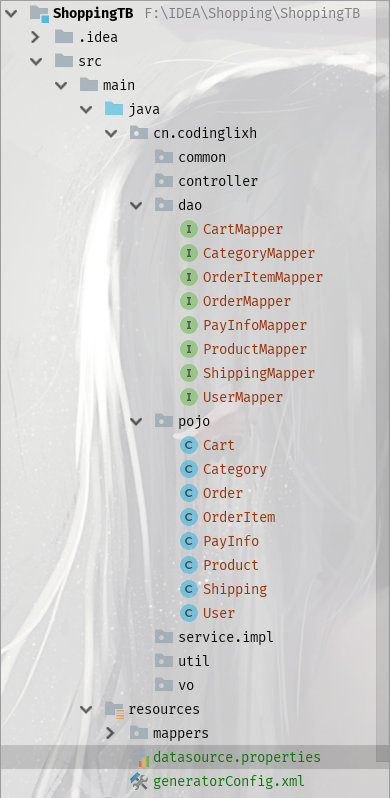 ShoppingTB F:\IDEA\Shopping\ShoppingTB
.idea
src
main
java
cn.codinglixh
common
controller
dao
CartMapper
CategoryMapper
OrderItemMapper
OrderMapper
PayInfoMapper
ProductMapper
ShippingMapper
UserMapper
pojo
Cart
Category
Order
OrderItem
PayInfo
Product
Shipping
User
service.impl
util
vo
resources
mappers
datasource.properties
generatorConfig.xml